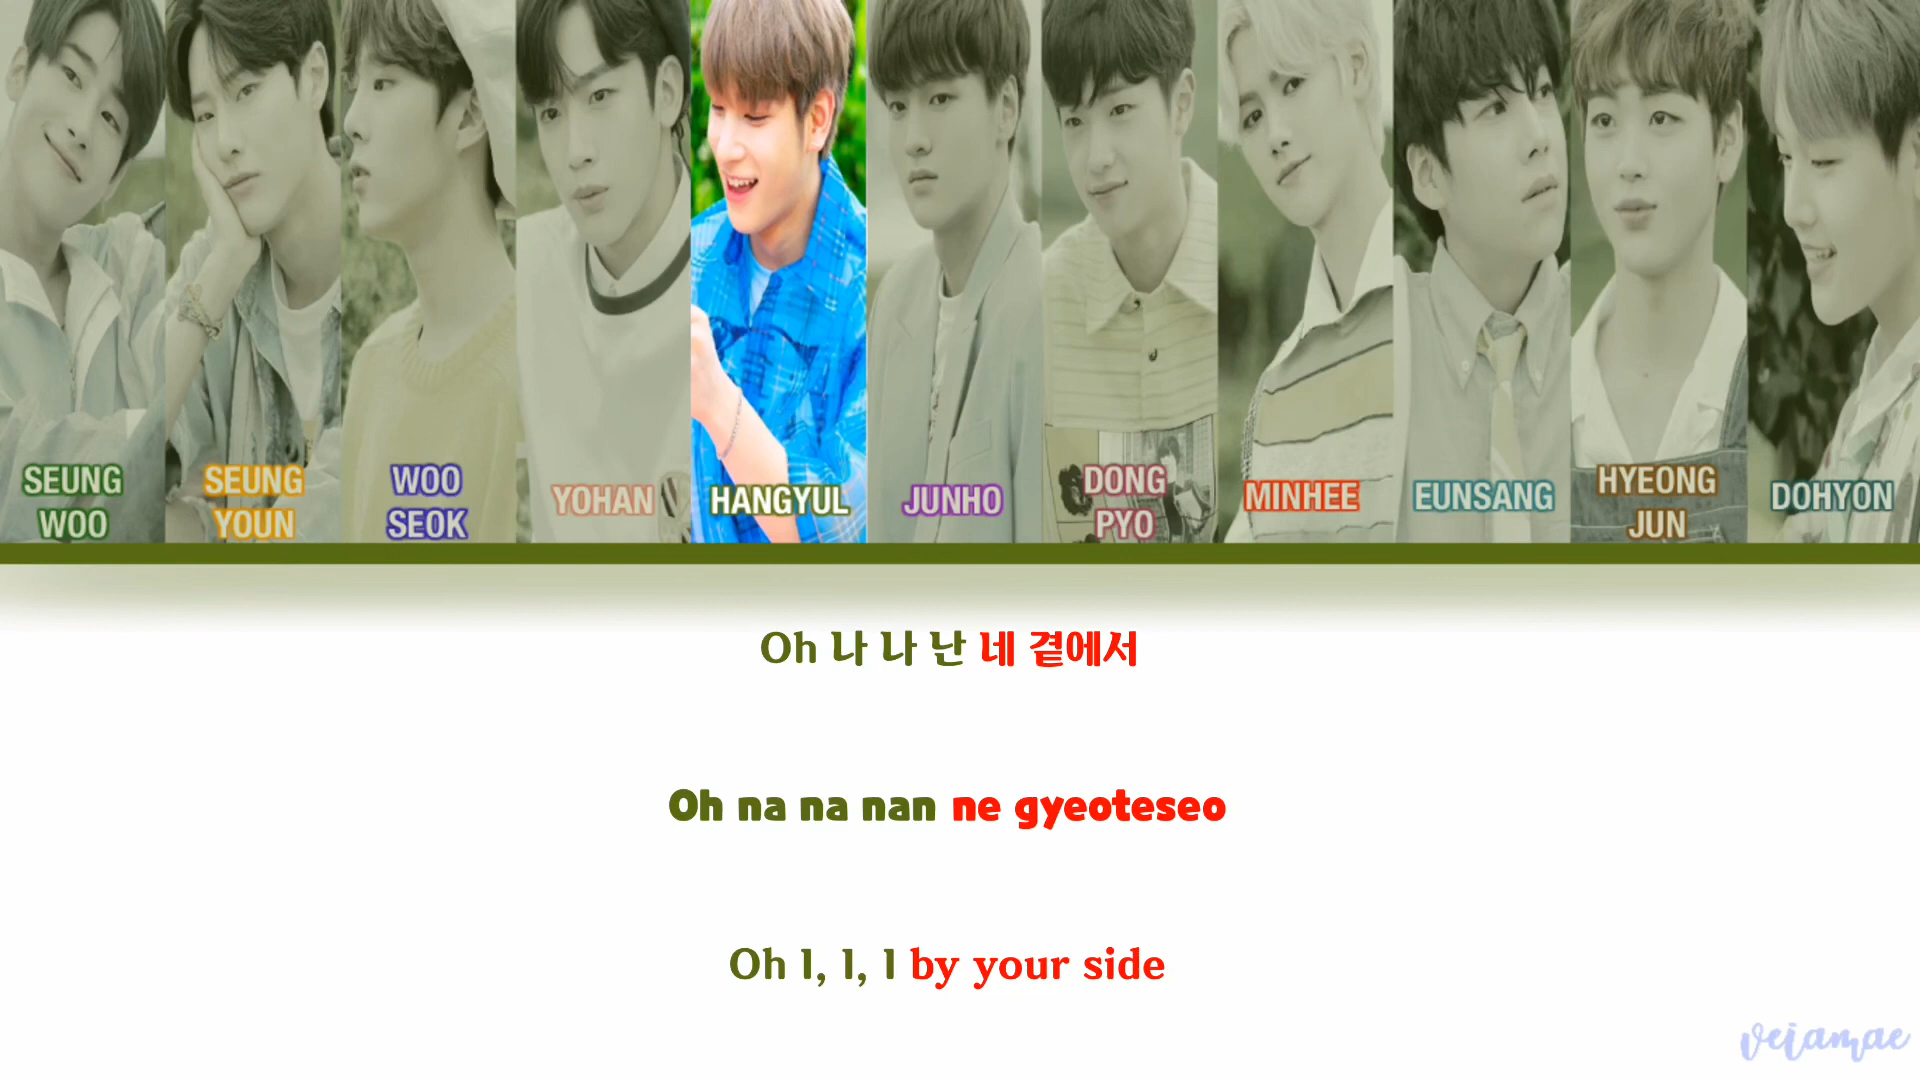 SEUNG
WOO
SEUNG
YOUN
WOO
SEOK
YOHAN
HANGYUL
JUNHO
DONG
PYO
MINHEE
EUNSANG
HYEONG
JUN
DOHYON
Oh 나 나 난 네 곁에서
Oh na na nan ne gyeoteseo
Oh I, I, I by your side
veiamae